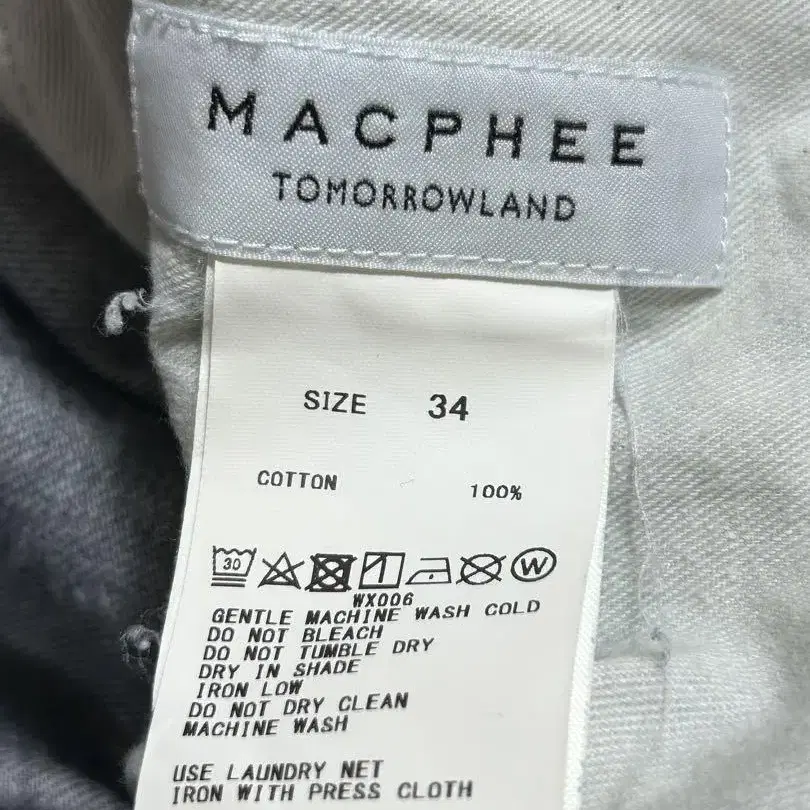 MACPHEE
TOMORROWLAND
SIZE 34
COTTON 100%
30 W
WX006
GENTLE MACHINE WASH COLD
DO NOT BLEACH
DO NOT TUMBLE DRY
DRY IN SHADE
IRON LOW
DO NOT DRY CLEAN
MACHINE WASH
USE LAUNDRY NET
IRON WITH PRESS CLOTH